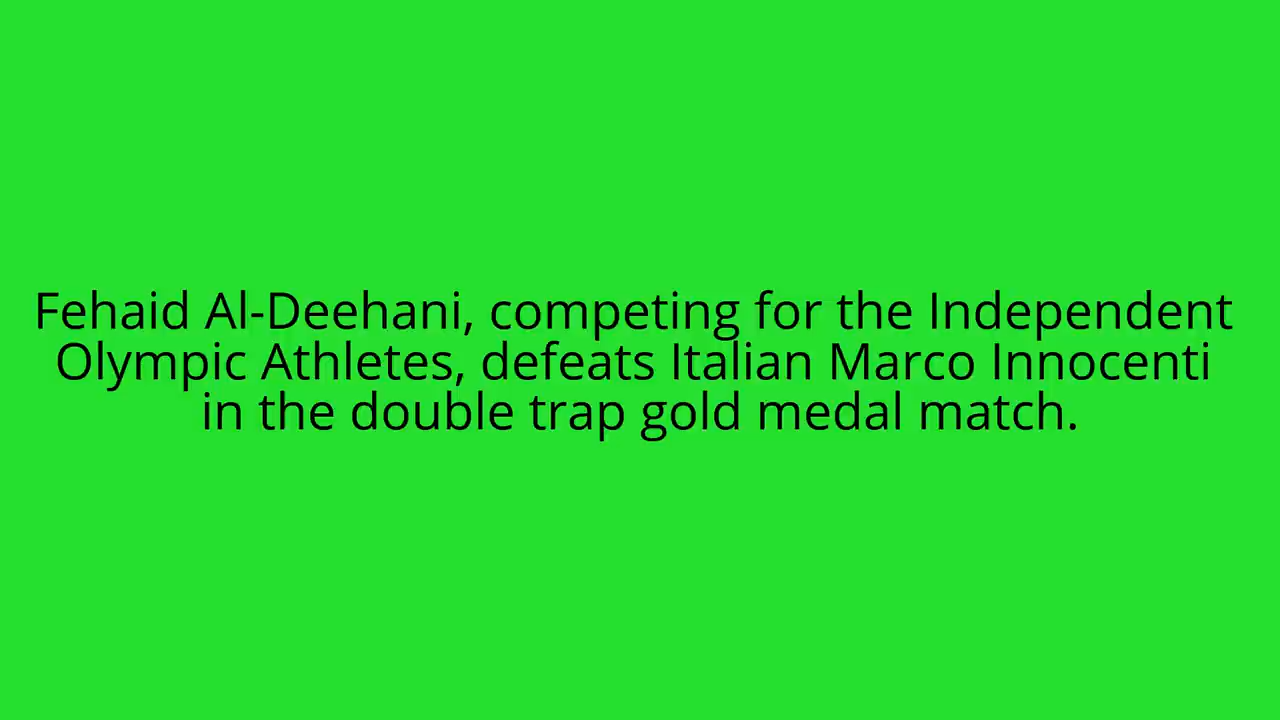 Fehaid Al-Deehani, competing for the Independent
Olympic Athletes, defeats Italian Marco Innocenti
in the double trap gold medal match.